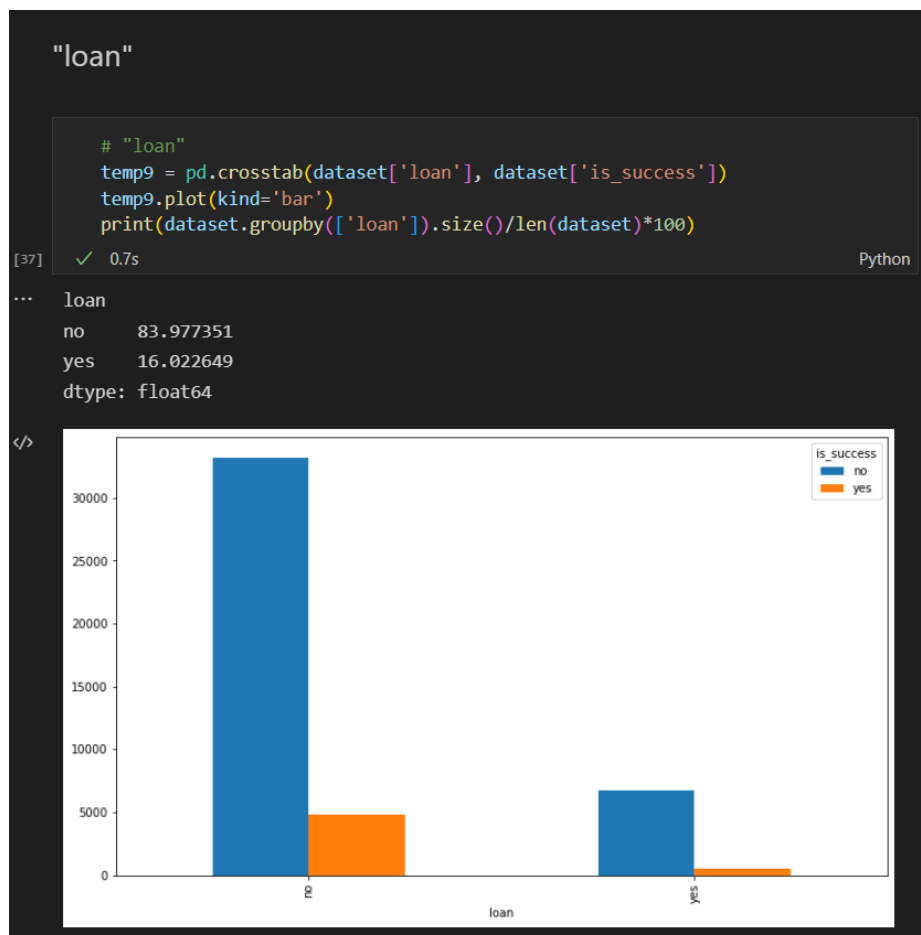 "loan"
# "loan"
temp9 = pd.crosstab(dataset['loan'], dataset['is_success'])
temp9.plot(kind='bar')
print(dataset.groupby(['loan']).size()/len(dataset)*100)
[37] ✓ 0.7s Python
... loan
no 83.977351
yes 16.022649
dtype: float64
</>
is_success
no
yes
30000
25000
20000
15000
10000
5000
0
no yes
loan